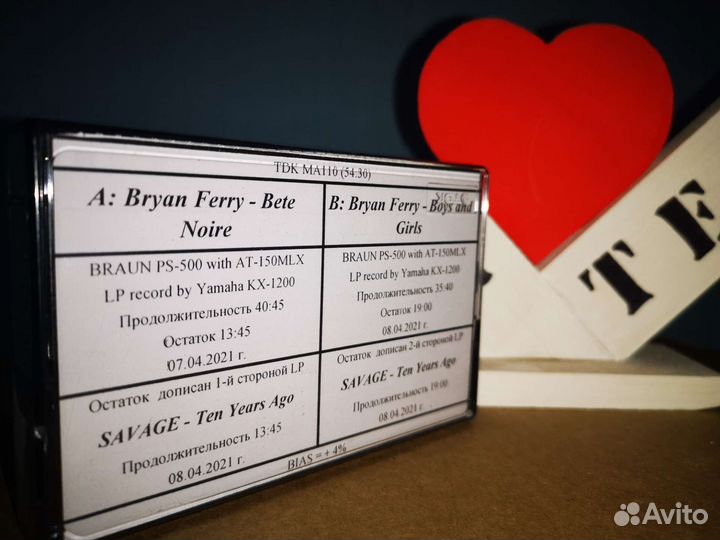 TDK MA110 (54:30)
A: Bryan Ferry - Bete
Noire
BRAUN PS-500 with AT-150MLX
LP record by Yamaha KX-1200
Продолжительность 40:45
Остаток 13:45
07.04.2021 г.
Остаток дописан 1-й стороной LP
SAVAGE - Ten Years Ago
Продолжительность 13:45
08.04.2021 г.
B: Bryan Ferry - Boys and
Girls
BRAUN PS-500 with AT-150MLX
LP record by Yamaha KX-1200
Продолжительность 35:40
Остаток 19:00
08.04.2021 г.
Остаток дописан 2-й стороной LP
SAVAGE - Ten Years Ago
Продолжительность 19:00
08.04.2021 г.
BIAS = + 4%
TE
Avito